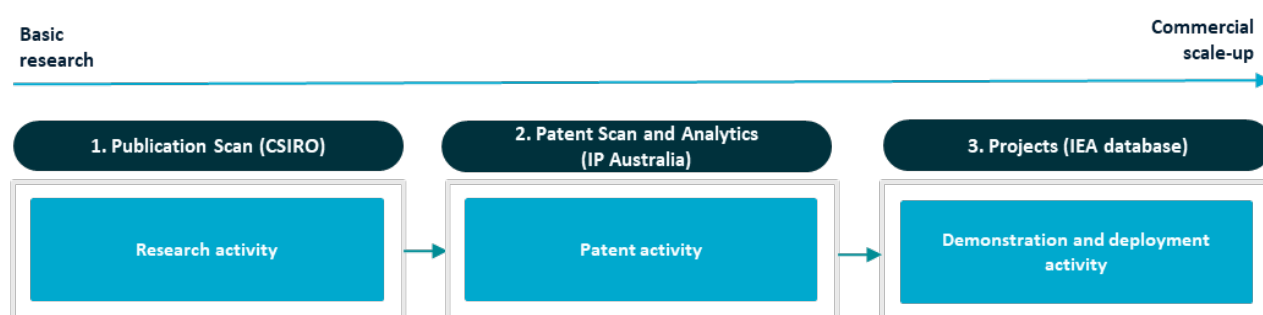 Basic
research
Commercial
scale-up
1. Publication Scan (CSIRO)
2. Patent Scan and Analytics
(IP Australia)
3. Projects (IEA database)
Research activity
Patent activity
Demonstration and deployment
activity